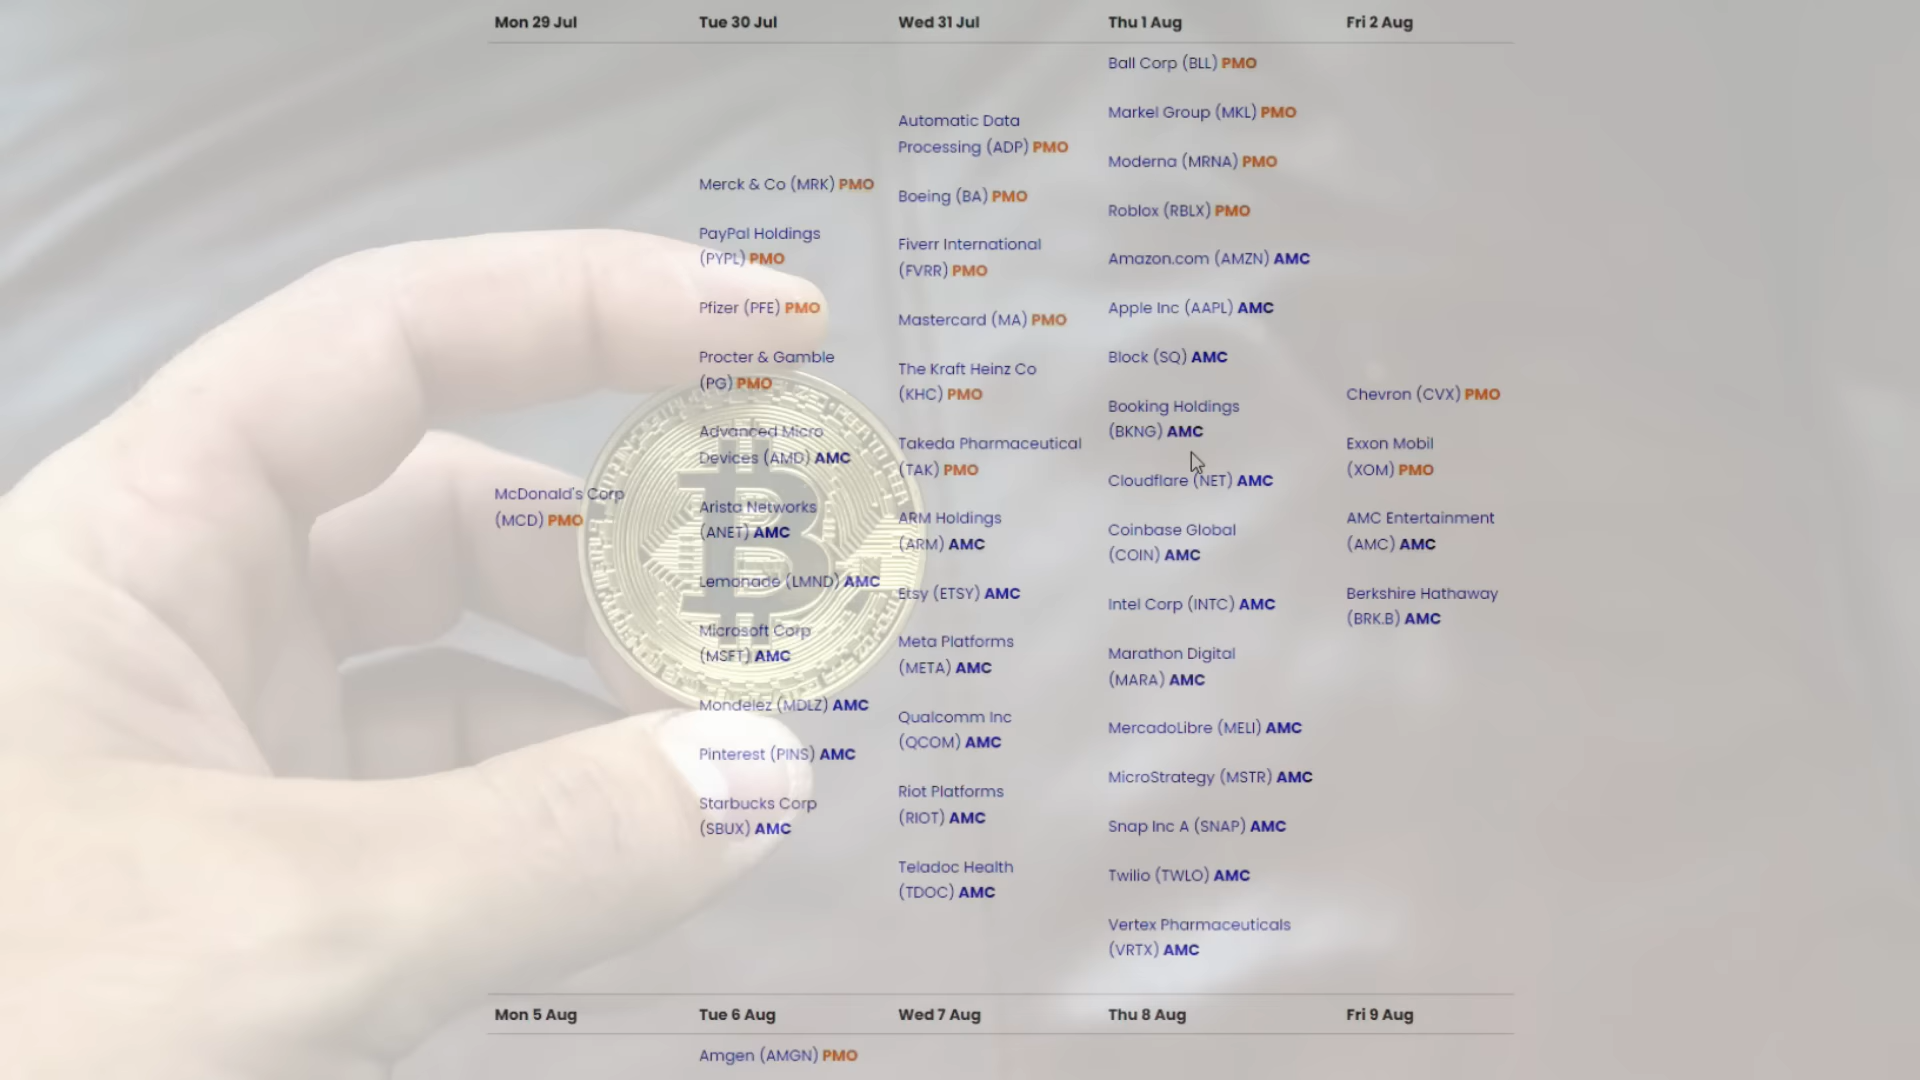 Mon 29 Jul
Tue 30 Jul
Wed 31 Jul
Thu 1 Aug
Fri 2 Aug
McDonald's Corp
(MCD) PMO
Merck & Co (MRK) PMO
PayPal Holdings
(PYPL) PMO
Pfizer (PFE) PMO
Procter & Gamble
(PG) PMO
Advanced Micro
Devices (AMD) AMC
Arista Networks
(ANET) AMC
Lemonade (LMND) AMC
Microsoft Corp
(MSFT) AMC
Mondelez (MDLZ) AMC
Pinterest (PINS) AMC
Starbucks Corp
(SBUX) AMC
Automatic Data
Processing (ADP) PMO
Boeing (BA) PMO
Fiverr International
(FVRR) PMO
Mastercard (MA) PMO
The Kraft Heinz Co
(KHC) PMO
Takeda Pharmaceutical
(TAK) PMO
ARM Holdings
(ARM) AMC
Etsy (ETSY) AMC
Meta Platforms
(META) AMC
Qualcomm Inc
(QCOM) AMC
Riot Platforms
(RIOT) AMC
Teladoc Health
(TDOC) AMC
Ball Corp (BLL) PMO
Markel Group (MKL) PMO
Moderna (MRNA) PMO
Roblox (RBLX) PMO
Amazon.com (AMZN) AMC
Apple Inc (AAPL) AMC
Block (SQ) AMC
Booking Holdings
(BKNG) AMC
Cloudflare (NET) AMC
Coinbase Global
(COIN) AMC
Intel Corp (INTC) AMC
Marathon Digital
(MARA) AMC
MercadoLibre (MELI) AMC
MicroStrategy (MSTR) AMC
Snap Inc A (SNAP) AMC
Twilio (TWLO) AMC
Vertex Pharmaceuticals
(VRTX) AMC
Chevron (CVX) PMO
Exxon Mobil
(XOM) PMO
AMC Entertainment
(AMC) AMC
Berkshire Hathaway
(BRK.B) AMC
Mon 5 Aug
Tue 6 Aug
Wed 7 Aug
Thu 8 Aug
Fri 9 Aug
Amgen (AMGN) PMO